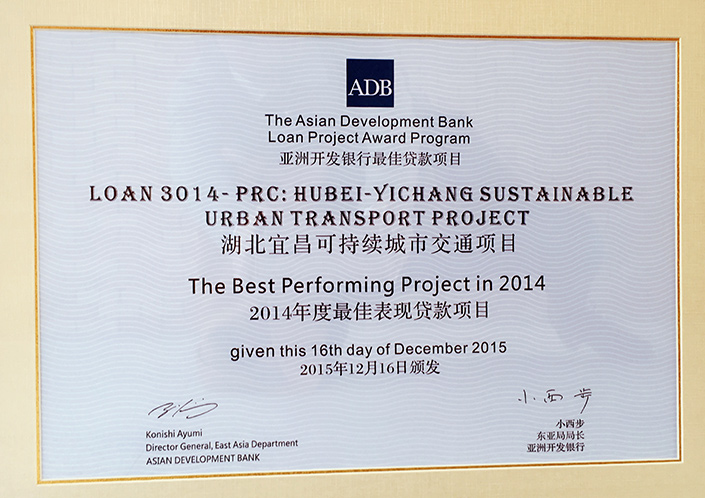 ADB
The Asian Development Bank
Loan Project Award Program
亚洲开发银行最佳贷款项目
LOAN 3014- PRC: HUBEI-YICHANG SUSTAINABLE
URBAN TRANSPORT PROJECT
湖北宜昌可持续城市交通项目
The Best Performing Project in 2014
2014年度最佳表现贷款项目
given this 16th day of December 2015
2015年12月16日颁发
小西步
Konishi Ayumi
Director General, East Asia Department
ASIAN DEVELOPMENT BANK
小西步
东亚局局长
亚洲开发银行